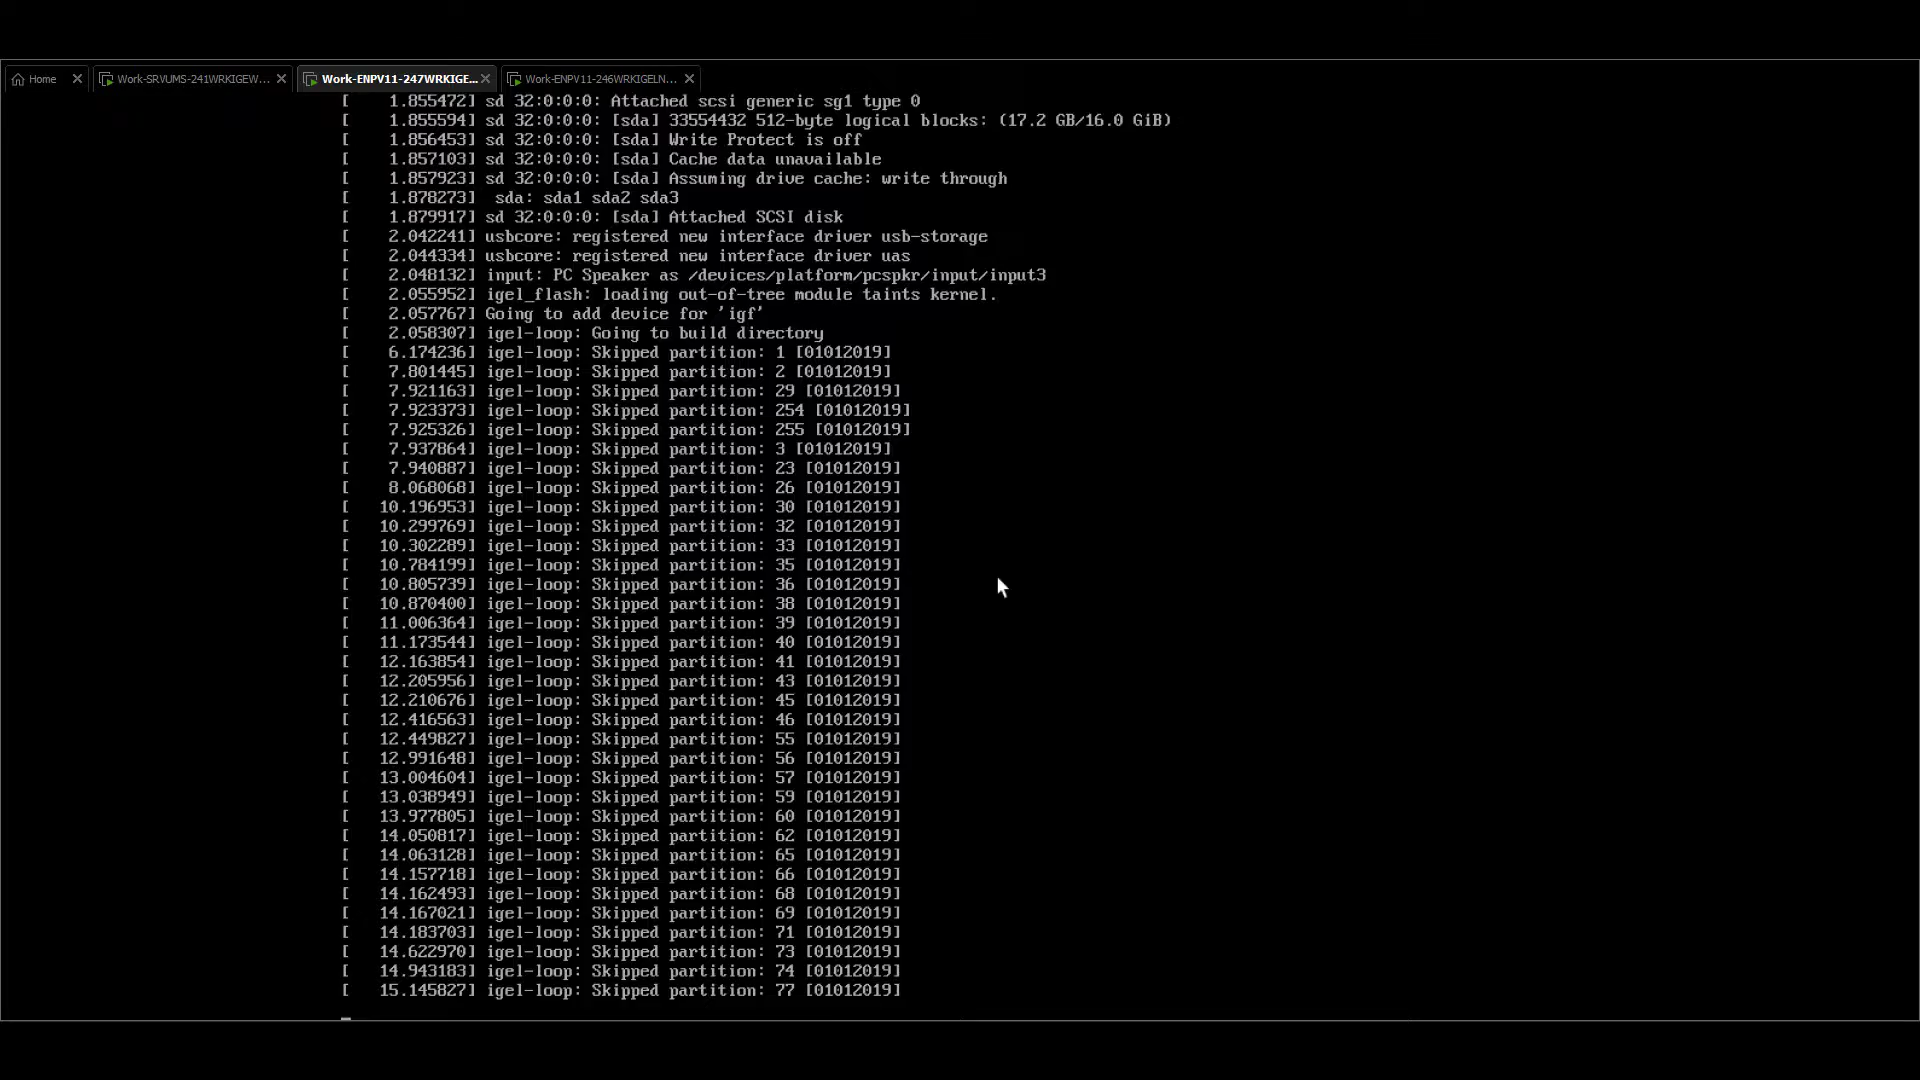 Home
Work-SRVUMS-241WRKIGEW...
Work-ENPV11-247WRKIGE...
Work-ENPV11-246WRKIGELN...
[    1.855472] sd 32:0:0:0: Attached scsi generic sg1 type 0
[    1.855594] sd 32:0:0:0: [sda] 33554432 512-byte logical blocks: (17.2 GB/16.0 GiB)
[    1.856453] sd 32:0:0:0: [sda] Write Protect is off
[    1.857103] sd 32:0:0:0: [sda] Cache data unavailable
[    1.857923] sd 32:0:0:0: [sda] Assuming drive cache: write through
[    1.878273]  sda: sda1 sda2 sda3
[    1.879917] sd 32:0:0:0: [sda] Attached SCSI disk
[    2.042241] usbcore: registered new interface driver usb-storage
[    2.044334] usbcore: registered new interface driver uas
[    2.048132] input: PC Speaker as /devices/platform/pcspkr/input/input3
[    2.055952] igel_flash: loading out-of-tree module taints kernel.
[    2.057767] Going to add device for 'igf'
[    2.058307] igel-loop: Going to build directory
[    6.174236] igel-loop: Skipped partition: 1 [01012019]
[    7.801445] igel-loop: Skipped partition: 2 [01012019]
[    7.921163] igel-loop: Skipped partition: 29 [01012019]
[    7.923373] igel-loop: Skipped partition: 254 [01012019]
[    7.925326] igel-loop: Skipped partition: 255 [01012019]
[    7.937864] igel-loop: Skipped partition: 3 [01012019]
[    7.940887] igel-loop: Skipped partition: 23 [01012019]
[    8.068068] igel-loop: Skipped partition: 26 [01012019]
[   10.196953] igel-loop: Skipped partition: 30 [01012019]
[   10.299769] igel-loop: Skipped partition: 32 [01012019]
[   10.302289] igel-loop: Skipped partition: 33 [01012019]
[   10.784199] igel-loop: Skipped partition: 35 [01012019]
[   10.805739] igel-loop: Skipped partition: 36 [01012019]
[   10.870400] igel-loop: Skipped partition: 38 [01012019]
[   11.006364] igel-loop: Skipped partition: 39 [01012019]
[   11.173544] igel-loop: Skipped partition: 40 [01012019]
[   12.163854] igel-loop: Skipped partition: 41 [01012019]
[   12.205956] igel-loop: Skipped partition: 43 [01012019]
[   12.210676] igel-loop: Skipped partition: 45 [01012019]
[   12.416563] igel-loop: Skipped partition: 46 [01012019]
[   12.449827] igel-loop: Skipped partition: 55 [01012019]
[   12.991648] igel-loop: Skipped partition: 56 [01012019]
[   13.004604] igel-loop: Skipped partition: 57 [01012019]
[   13.038949] igel-loop: Skipped partition: 59 [01012019]
[   13.977805] igel-loop: Skipped partition: 60 [01012019]
[   14.050817] igel-loop: Skipped partition: 62 [01012019]
[   14.063128] igel-loop: Skipped partition: 65 [01012019]
[   14.157718] igel-loop: Skipped partition: 66 [01012019]
[   14.162493] igel-loop: Skipped partition: 68 [01012019]
[   14.167021] igel-loop: Skipped partition: 69 [01012019]
[   14.183703] igel-loop: Skipped partition: 71 [01012019]
[   14.622970] igel-loop: Skipped partition: 73 [01012019]
[   14.943183] igel-loop: Skipped partition: 74 [01012019]
[   15.145827] igel-loop: Skipped partition: 77 [01012019]